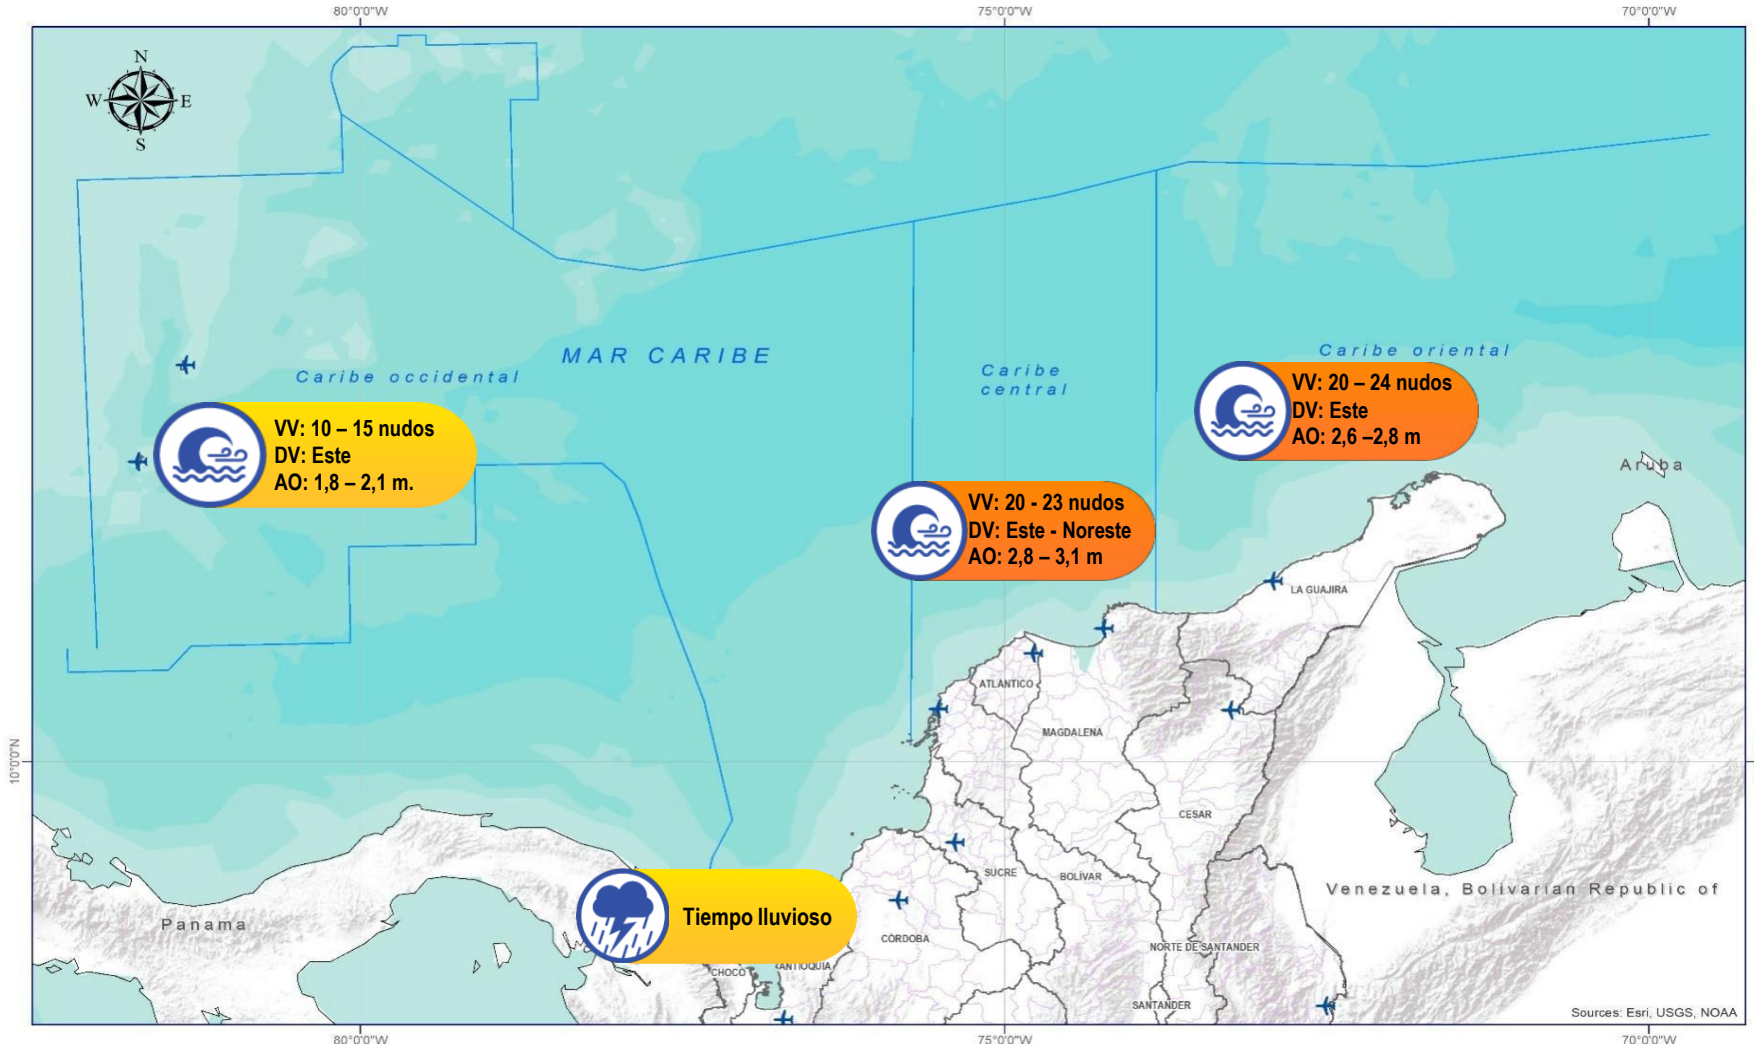 80°0'0"W
75°0'0"W
70°0'0"W
N
W
E
S
MAR CARIBE
Caribe occidental
Caribe
central
Caribe oriental
VV: 20 – 24 nudos
DV: Este
AO: 2,6 –2,8 m
VV: 10 – 15 nudos
DV: Este
AO: 1,8 – 2,1 m.
Aruba
VV: 20 - 23 nudos
DV: Este - Noreste
AO: 2,8 – 3,1 m
LA GUAJIRA
ATLÁNTICO
MAGDALENA
10°0'0"N
CESAR
SUCRE
BOLÍVAR
Venezuela, Bolivarian Republic of
Tiempo lluvioso
Panama
CÓRDOBA
NORTE DE SANTANDER
CHOCÓ
ANTIOQUIA
SANTANDER
Sources: Esri, USGS, NOAA
80°0'0"W
75°0'0"W
70°0'0"W